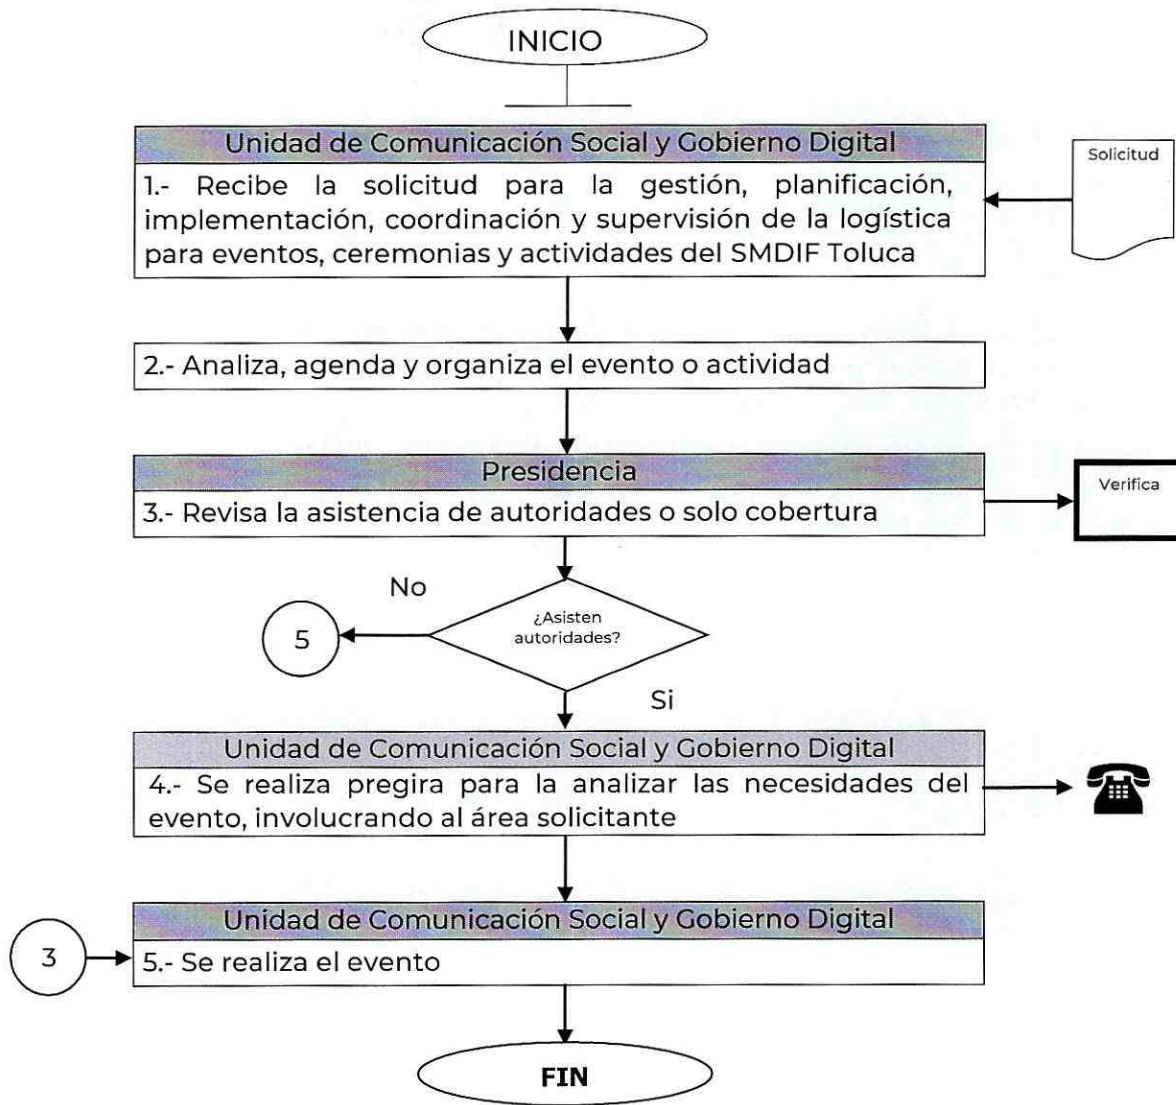 INICIO
Unidad de Comunicación Social y Gobierno Digital
1.- Recibe la solicitud para la gestión, planificación,
implementación, coordinación y supervisión de la logística
para eventos, ceremonias y actividades del SMDIF Toluca
Solicitud
2.- Analiza, agenda y organiza el evento o actividad
Presidencia
3.- Revisa la asistencia de autoridades o solo cobertura
Verifica
No
¿Asisten
autoridades?
5
Si
Unidad de Comunicación Social y Gobierno Digital
4.- Se realiza pregira para la analizar las necesidades del
evento, involucrando al área solicitante
Unidad de Comunicación Social y Gobierno Digital
3
5.- Se realiza el evento
FIN